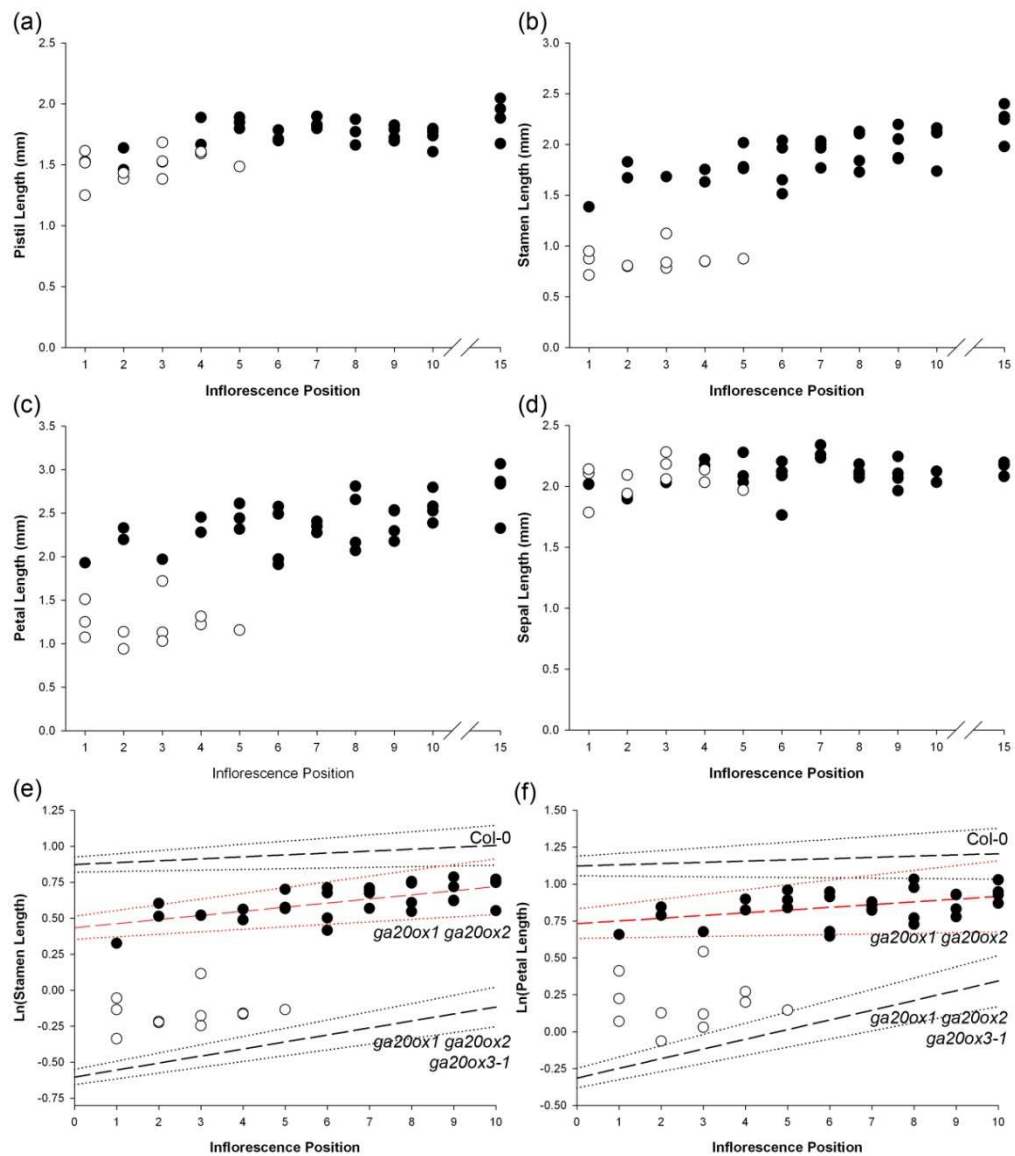 (a)
Pistil Length (mm)
2.5
2.0
1.5
1.0
0.5
0.0
1 2 3 4 5 6 7 8 9 10 15
Inflorescence Position
(b)
Stamen Length (mm)
3.0
2.5
2.0
1.5
1.0
0.5
0.0
1 2 3 4 5 6 7 8 9 10 15
Inflorescence Position
(c)
Petal Length (mm)
3.5
3.0
2.5
2.0
1.5
1.0
0.5
0.0
1 2 3 4 5 6 7 8 9 10 15
Inflorescence Position
(d)
Sepal Length (mm)
2.5
2.0
1.5
1.0
0.5
0.0
1 2 3 4 5 6 7 8 9 10 15
Inflorescence Position
(e)
Ln(Stamen Length)
1.25
1.00
0.75
0.50
0.25
0.00
-0.25
-0.50
-0.75
Col-0
ga20ox1 ga20ox2
ga20ox1 ga20ox2
ga20ox3-1
0 1 2 3 4 5 6 7 8 9 10
Inflorescence Position
(f)
Ln(Petal Length)
1.50
1.25
1.00
0.75
0.50
0.25
0.00
-0.25
-0.50
Col-0
ga20ox1 ga20ox2
ga20ox1 ga20ox2
ga20ox3-1
0 1 2 3 4 5 6 7 8 9 10
Inflorescence Position